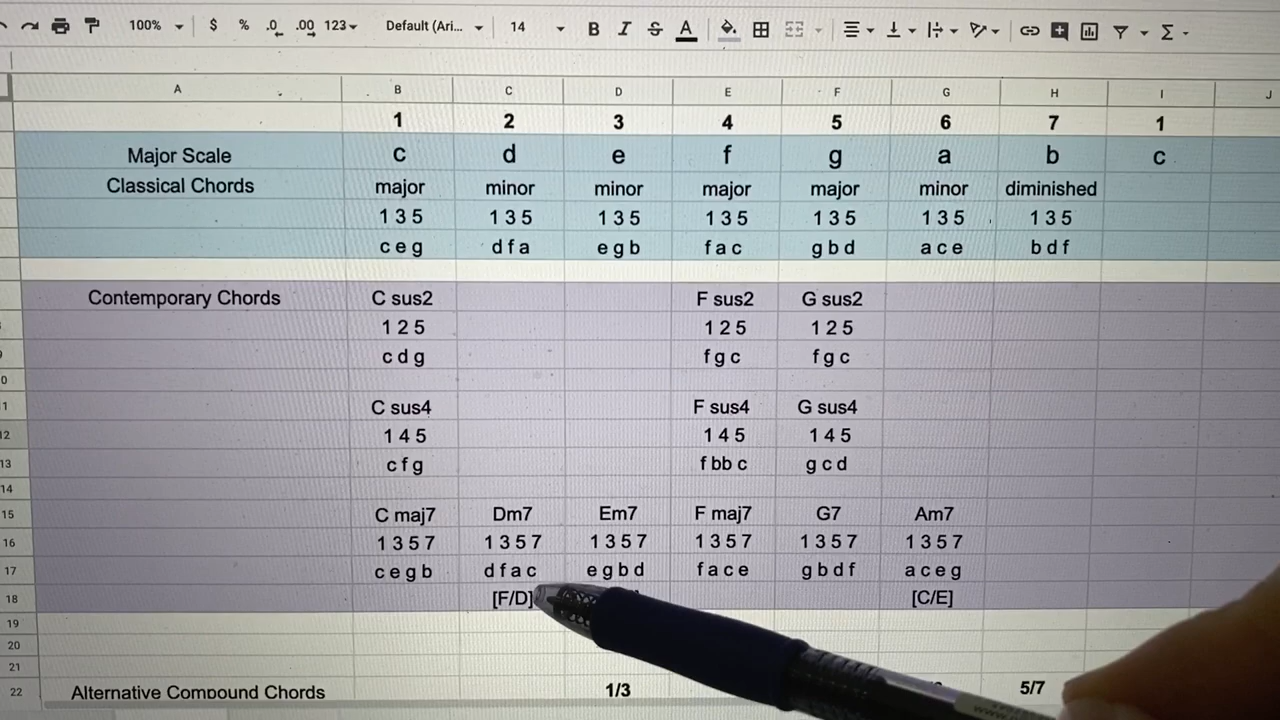 100% $ % .0 .00 123 Default (Ari... 14 B I S A
A B C D E F G H I J
1 2 3 4 5 6 7 1
Major Scale c d e f g a b c
Classical Chords major minor minor major major minor diminished
1 3 5 1 3 5 1 3 5 1 3 5 1 3 5 1 3 5 1 3 5
c e g d f a e g b f a c g b d a c e b d f
Contemporary Chords C sus2 F sus2 G sus2
1 2 5 1 2 5 1 2 5
c d g f g c f g c
C sus4 F sus4 G sus4
12 1 4 5 1 4 5 1 4 5
13 c f g f bb c g c d
14
15 C maj7 Dm7 Em7 F maj7 G7 Am7
16 1 3 5 7 1 3 5 7 1 3 5 7 1 3 5 7 1 3 5 7 1 3 5 7
17 c e g b d f a c e g b d f a c e g b d f a c e g
18 [F/D] [C/E]
19
20
21
22 Alternative Compound Chords 1/3 5/7